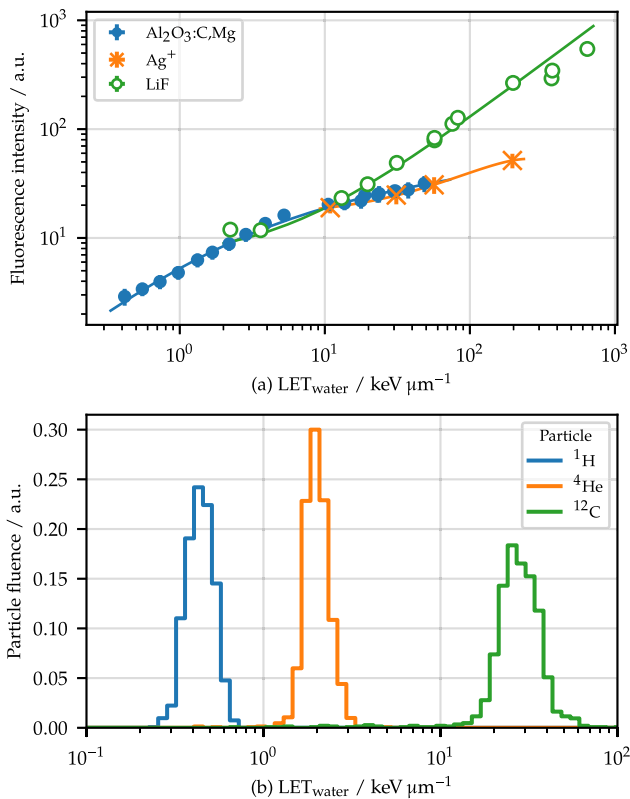 10³
10²
10¹
Fluorescence intensity / a.u.
Al₂O₃:C,Mg
Ag⁺
LiF
10⁰ 10¹ 10² 10³
(a) LETwater / keV µm⁻¹
0.30
0.25
0.20
0.15
0.10
0.05
0.00
Particle fluence / a.u.
Particle
¹H
⁴He
¹²C
10⁻¹ 10⁰ 10¹ 10²
(b) LETwater / keV µm⁻¹